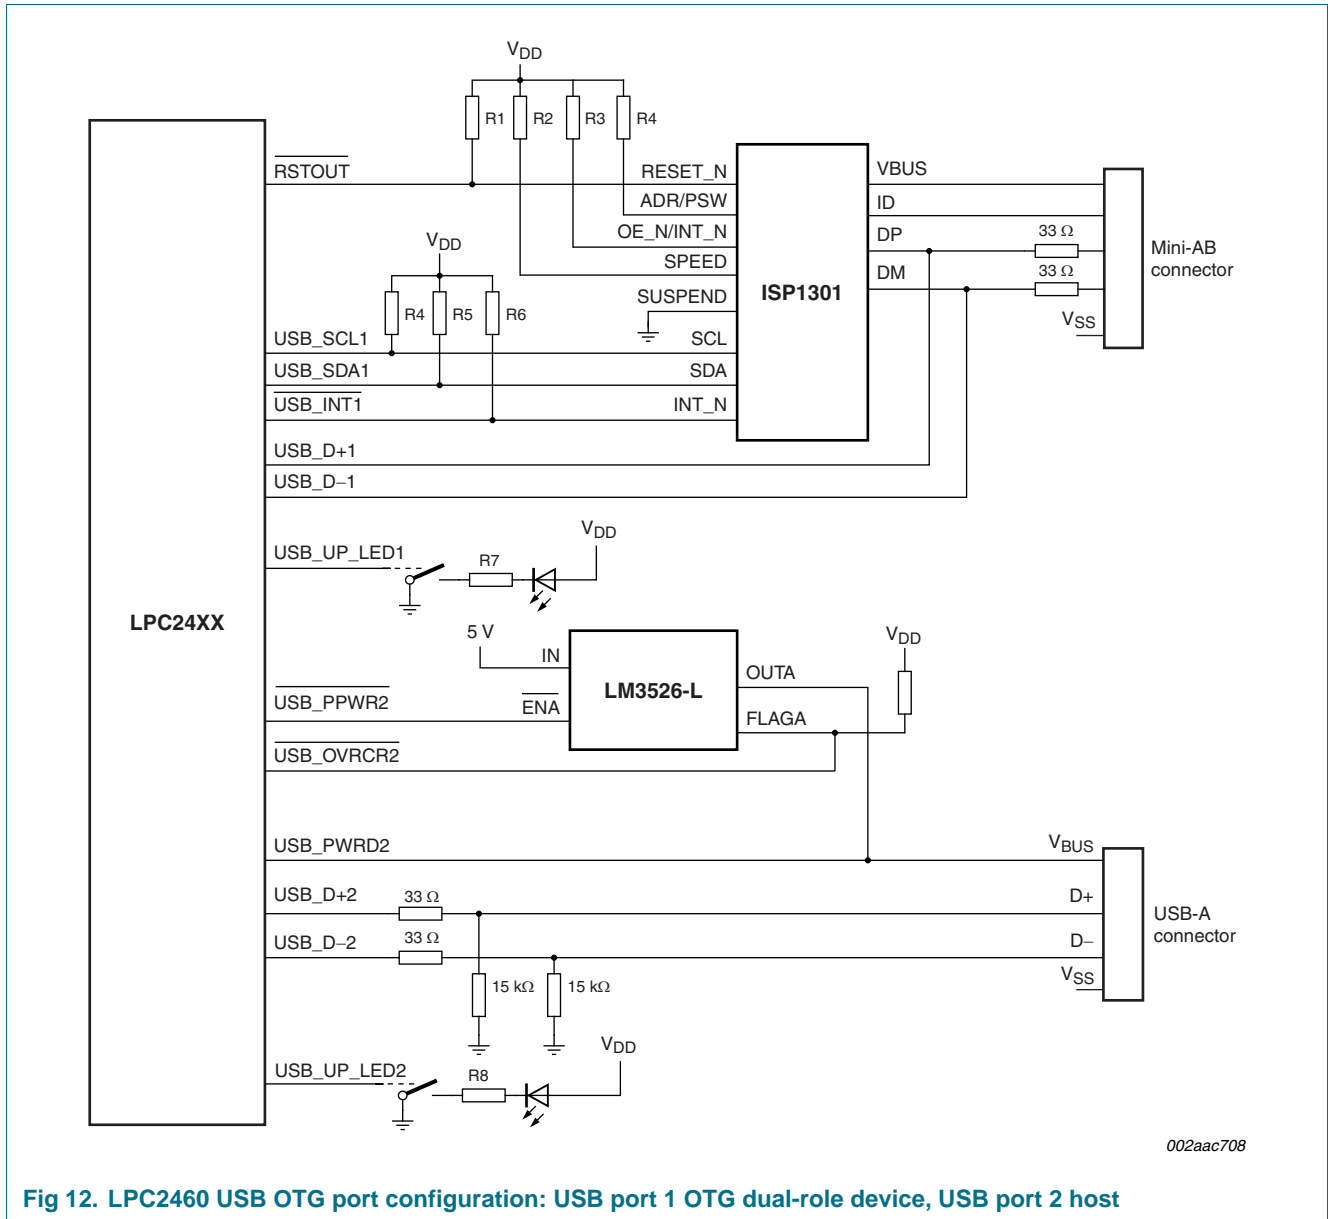 VDD
R1
R2
R3
R4
RSTOUT
RESET_N
ADR/PSW
OE_N/INT_N
SPEED
SUSPEND
VDD
R4
R5
R6
USB_SCL1
SCL
USB_SDA1
SDA
USB_INT1
INT_N
USB_D+1
USB_D−1
ISP1301
VBUS
ID
DP
33 Ω
DM
33 Ω
VSS
Mini-AB
connector
USB_UP_LED1
R7
VDD
LPC24XX
5 V
IN
ENA
LM3526-L
OUTA
FLAGA
VDD
USB_PPWR2
USB_OVRCR2
USB_PWRD2
VBUS
USB_D+2
33 Ω
D+
USB_D−2
33 Ω
D−
VSS
USB-A
connector
15 kΩ
15 kΩ
USB_UP_LED2
R8
VDD
002aac708
Fig 12. LPC2460 USB OTG port configuration: USB port 1 OTG dual-role device, USB port 2 host